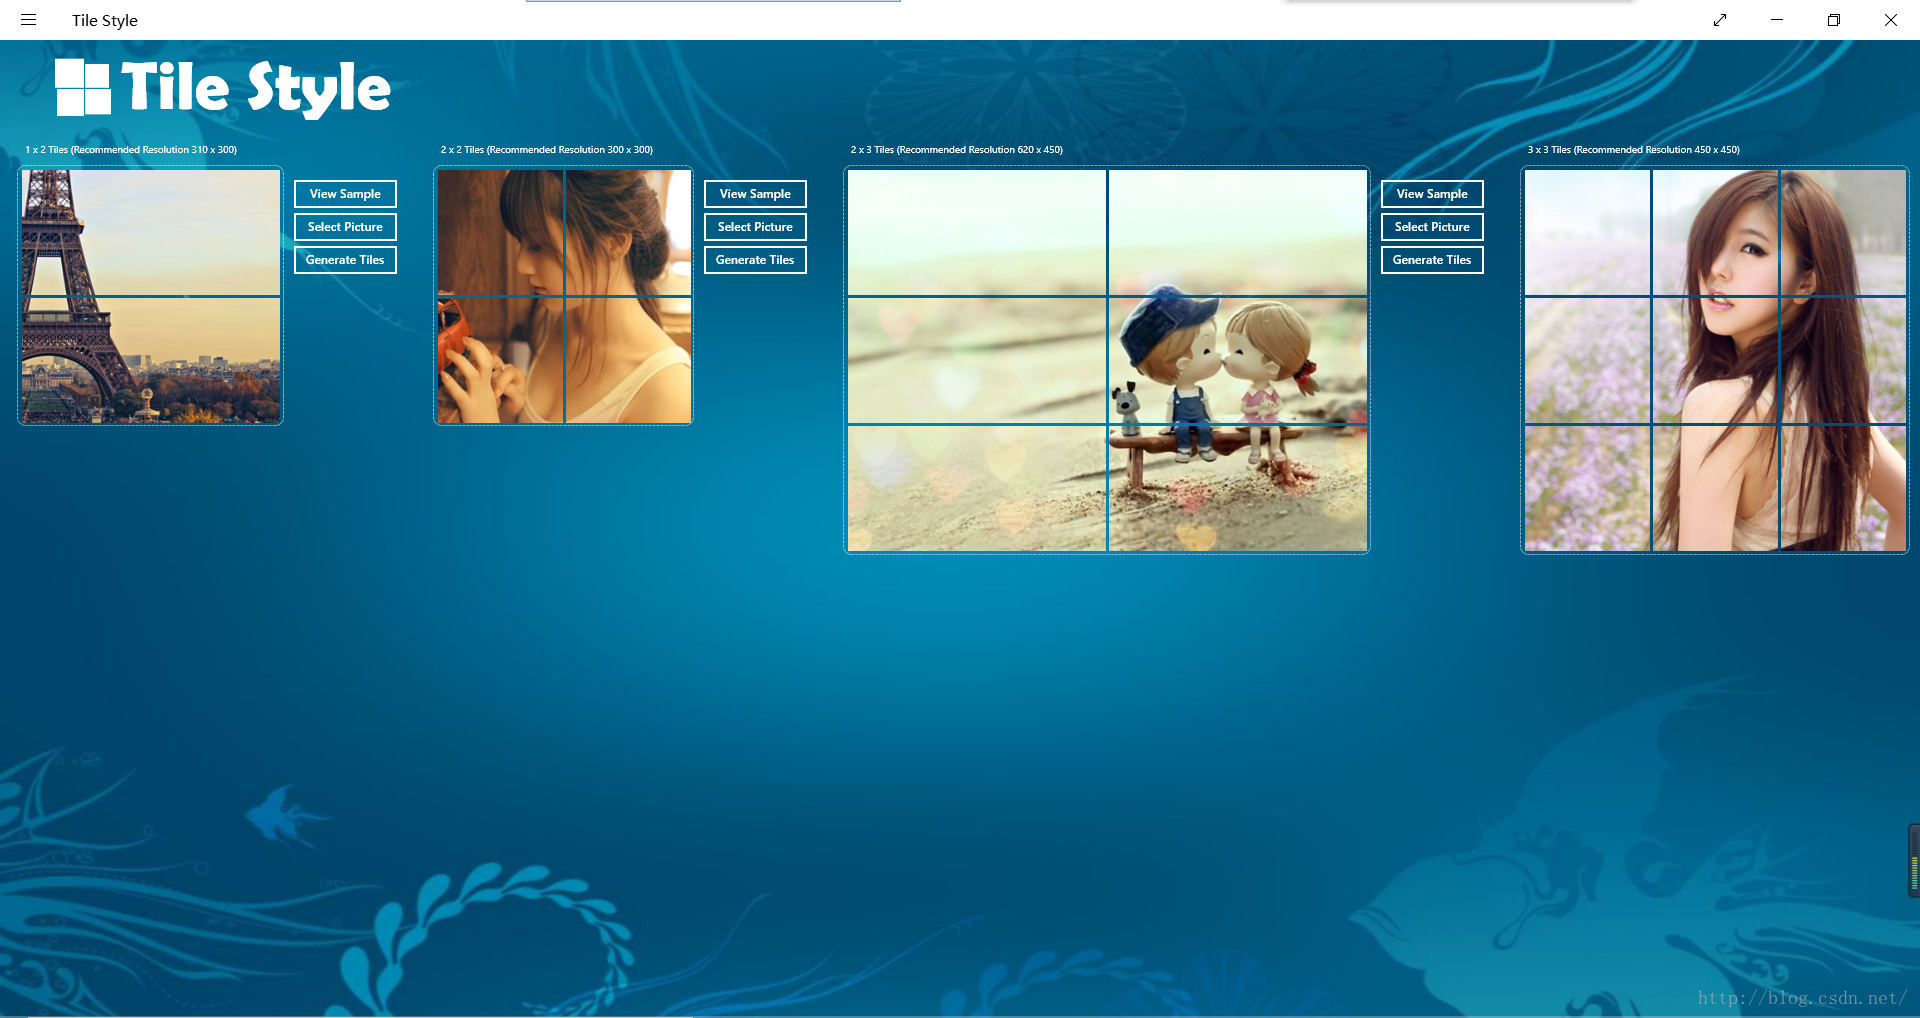 Tile Style
Tile Style
1 x 2 Tiles (Recommended Resolution 310 x 300)
View Sample
Select Picture
Generate Tiles
2 x 2 Tiles (Recommended Resolution 300 x 300)
View Sample
Select Picture
Generate Tiles
2 x 3 Tiles (Recommended Resolution 620 x 450)
View Sample
Select Picture
Generate Tiles
3 x 3 Tiles (Recommended Resolution 450 x 450)
http://blog.csdn.net/